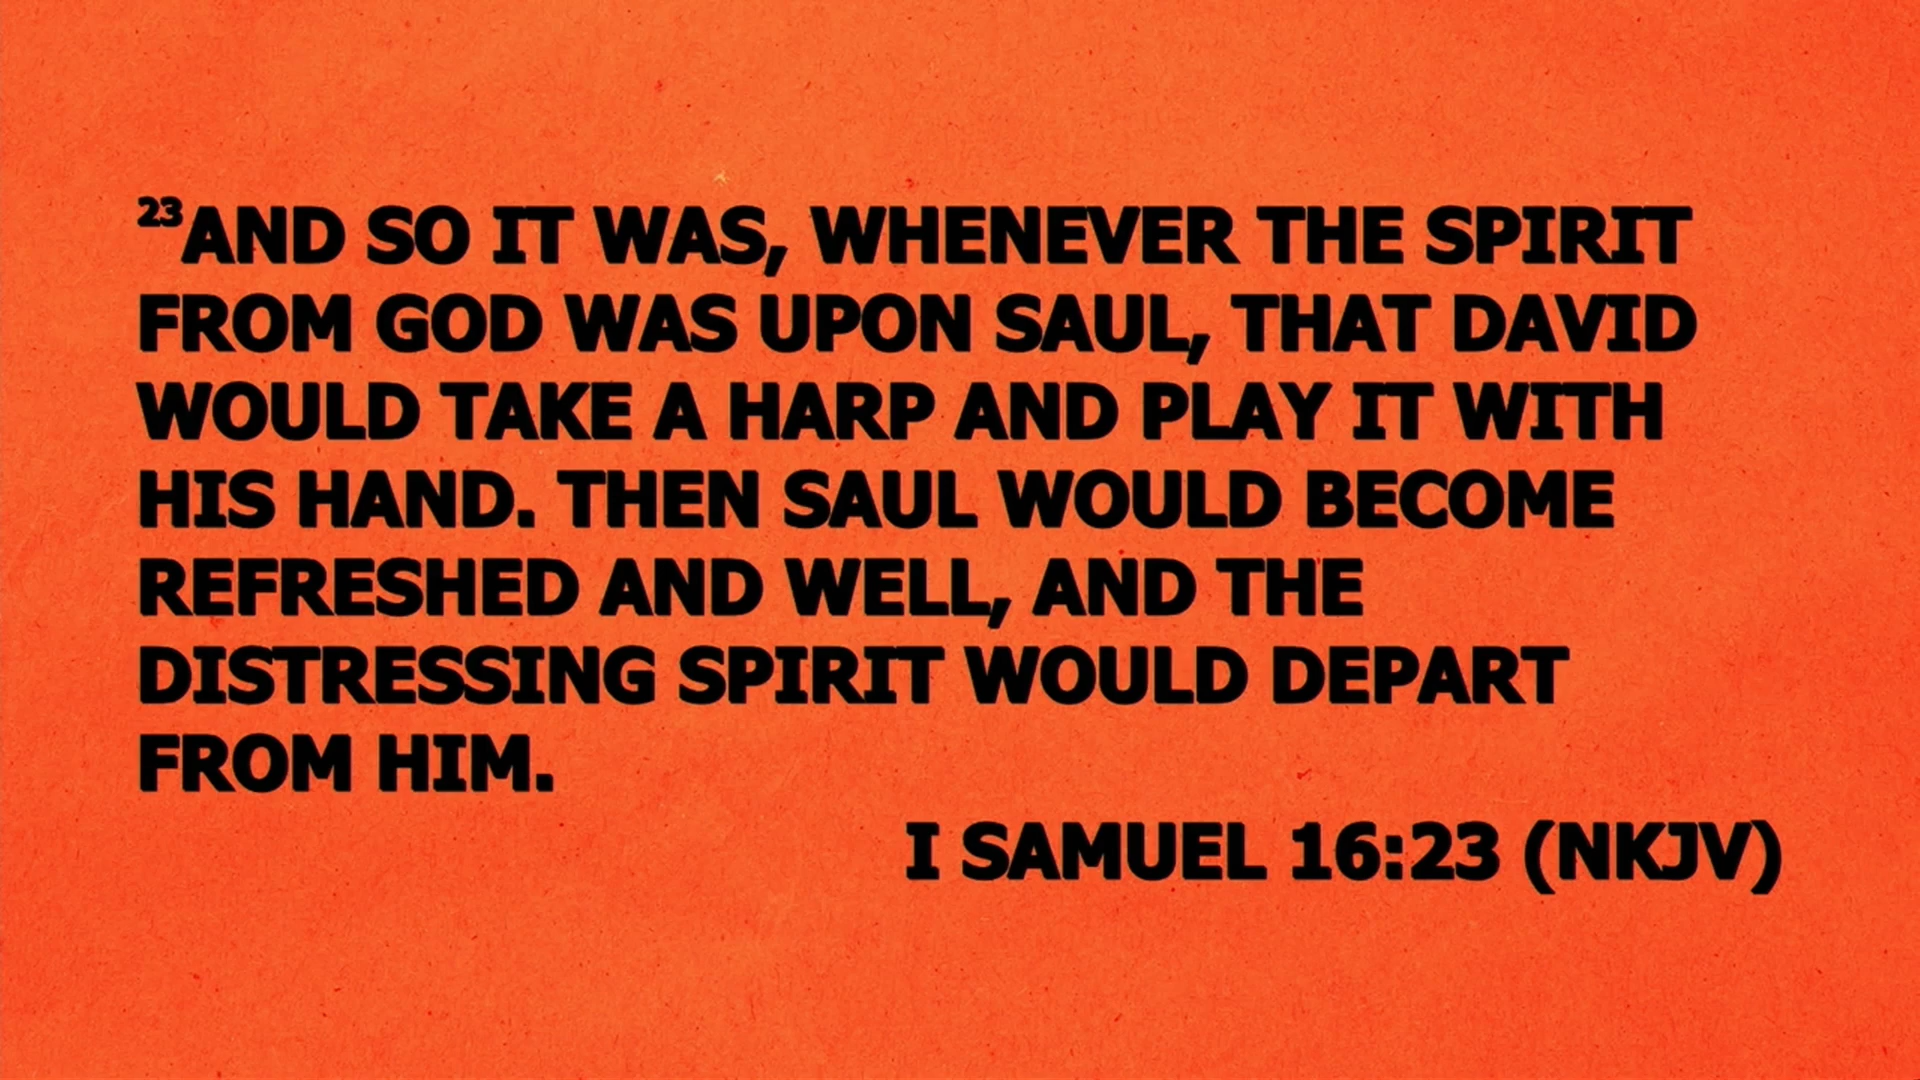 ²³AND SO IT WAS, WHENEVER THE SPIRIT
FROM GOD WAS UPON SAUL, THAT DAVID
WOULD TAKE A HARP AND PLAY IT WITH
HIS HAND. THEN SAUL WOULD BECOME
REFRESHED AND WELL, AND THE
DISTRESSING SPIRIT WOULD DEPART
FROM HIM.
I SAMUEL 16:23 (NKJV)